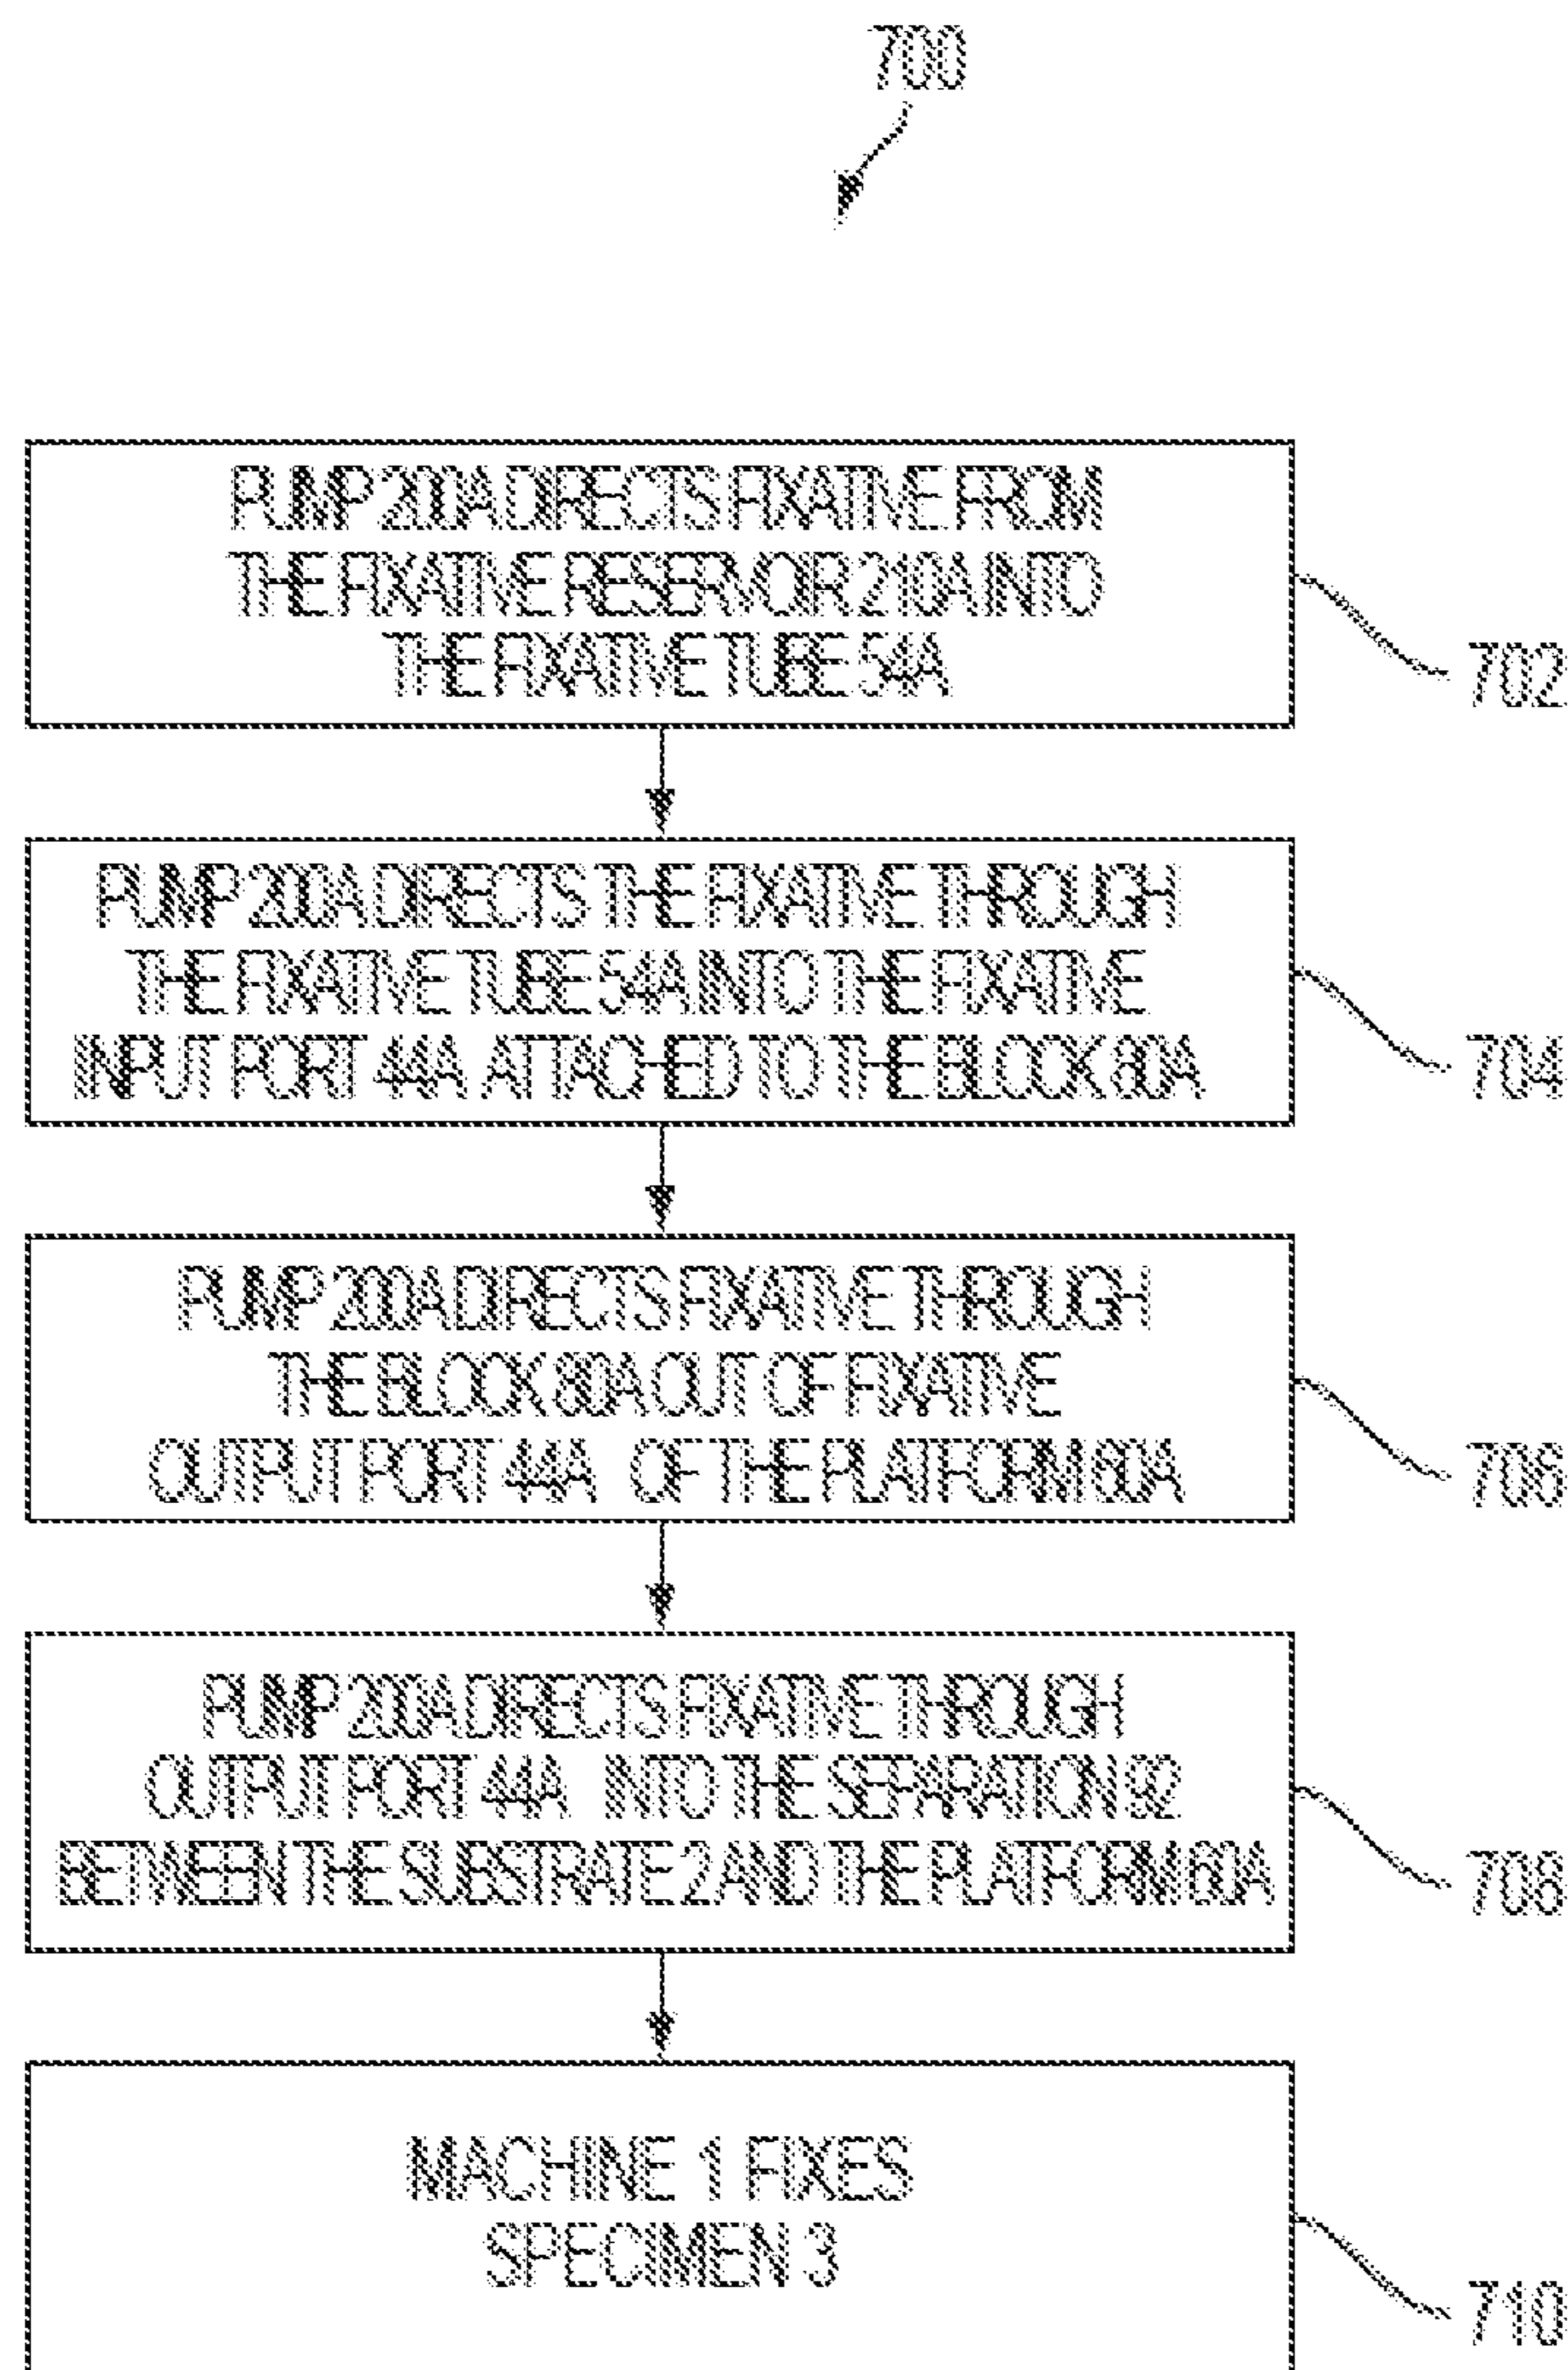 700
PUMP 200A DIRECTS FIXATIVE FROM
THE FIXATIVE RESERVOIR 210A INTO
THE FIXATIVE TUBE 54A
702
PUMP 200A DIRECTS THE FIXATIVE THROUGH
THE FIXATIVE TUBE 54A INTO THE FIXATIVE
INPUT PORT 44A ATTACHED TO THE BLOCK 80A
704
PUMP 200A DIRECTS FIXATIVE THROUGH
THE BLOCK 80A OUT OF FIXATIVE
OUTPUT PORT 44A OF THE PLATFORM 60A
706
PUMP 200A DIRECTS FIXATIVE THROUGH
OUTPUT PORT 44A INTO THE SEPARATION 92
BETWEEN THE SUBSTRATE 2 AND THE PLATFORM 60A
708
MACHINE 1 FIXES
SPECIMEN 3
710